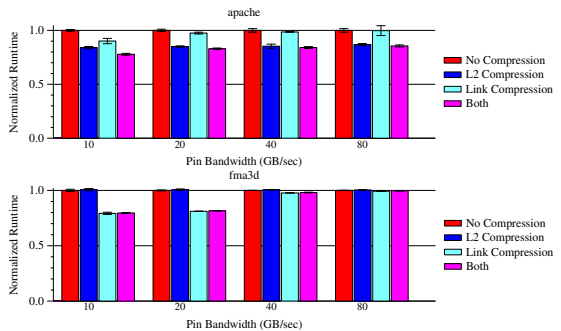 apache
Normalized Runtime
1.0
0.5
0.0
10
20
40
80
Pin Bandwidth (GB/sec)
No Compression
L2 Compression
Link Compression
Both
fma3d
Normalized Runtime
1.0
0.5
0.0
10
20
40
80
Pin Bandwidth (GB/sec)
No Compression
L2 Compression
Link Compression
Both